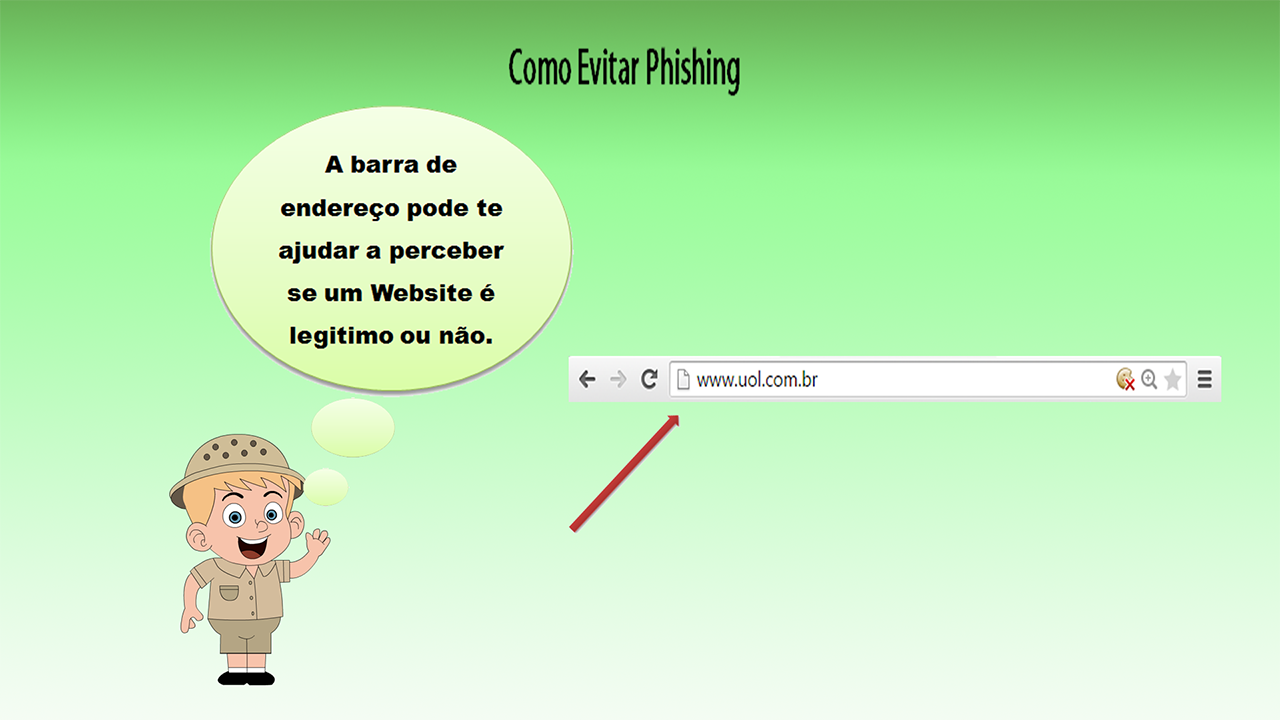 Como Evitar Phishing
A barra de
endereço pode te
ajudar a perceber
se um Website é
legitimo ou não.
www.uol.com.br